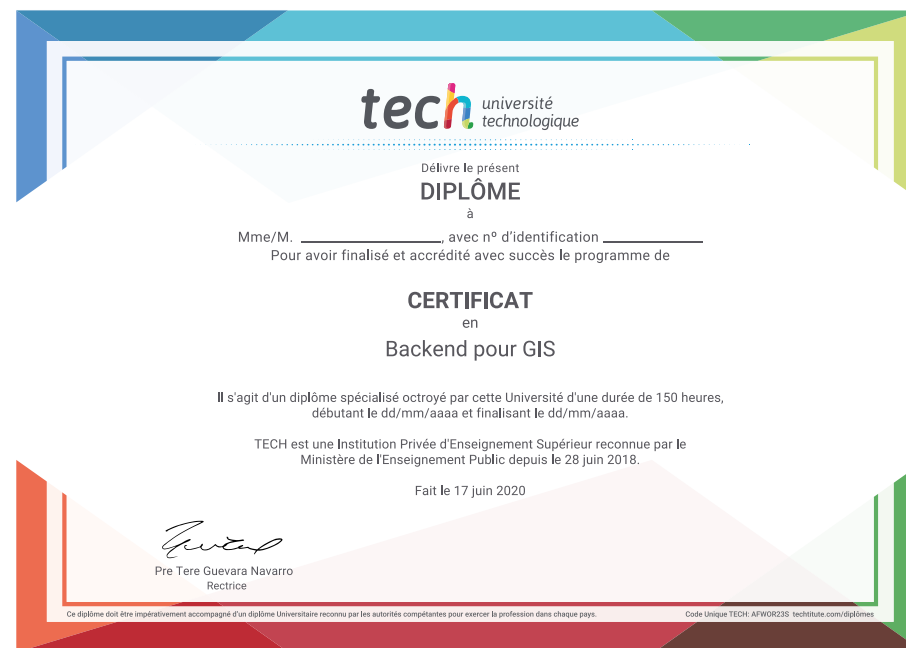 tech université
technologique
Délivre le présent
DIPLÔME
à
Mme/M. ____________________, avec nº d'identification ______________
Pour avoir finalisé et accrédité avec succès le programme de
CERTIFICAT
en
Backend pour GIS
Il s'agit d'un diplôme spécialisé octroyé par cette Université d'une durée de 150 heures,
débutant le dd/mm/aaaa et finalisant le dd/mm/aaaa.
TECH est une Institution Privée d'Enseignement Supérieur reconnue par le
Ministère de l'Enseignement Public depuis le 28 juin 2018.
Fait le 17 juin 2020
Pre Tere Guevara Navarro
Rectrice
Ce diplôme doit être impérativement accompagné d'un diplôme Universitaire reconnu par les autorités compétantes pour exercer la profession dans chaque pays.
Code Unique TECH: AFWOR23S techtitute.com/diplômes